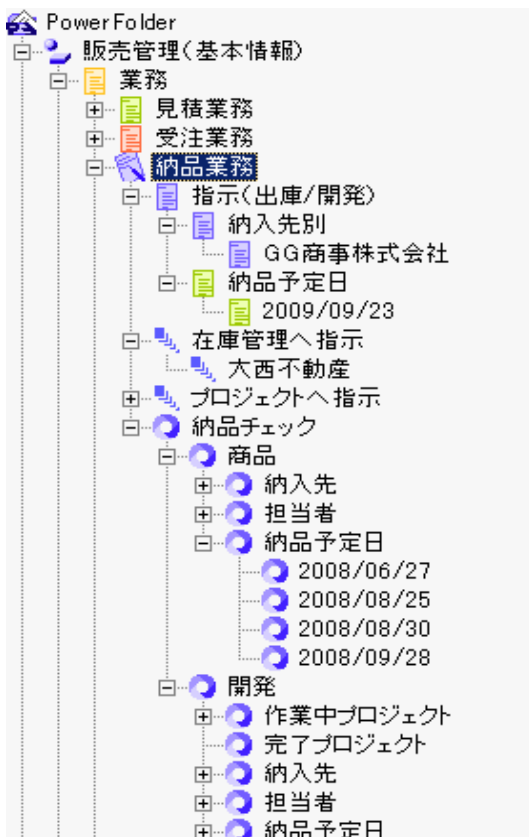 PowerFolder
販売管理(基本情報)
業務
見積業務
受注業務
納品業務
指示(出庫/開発)
納入先別
GG商事株式会社
納品予定日
2009/09/23
在庫管理へ指示
大西不動産
プロジェクトへ指示
納品チェック
商品
納入先
担当者
納品予定日
2008/06/27
2008/08/25
2008/08/30
2008/09/28
開発
作業中プロジェクト
完了プロジェクト
納入先
担当者
納品予定日